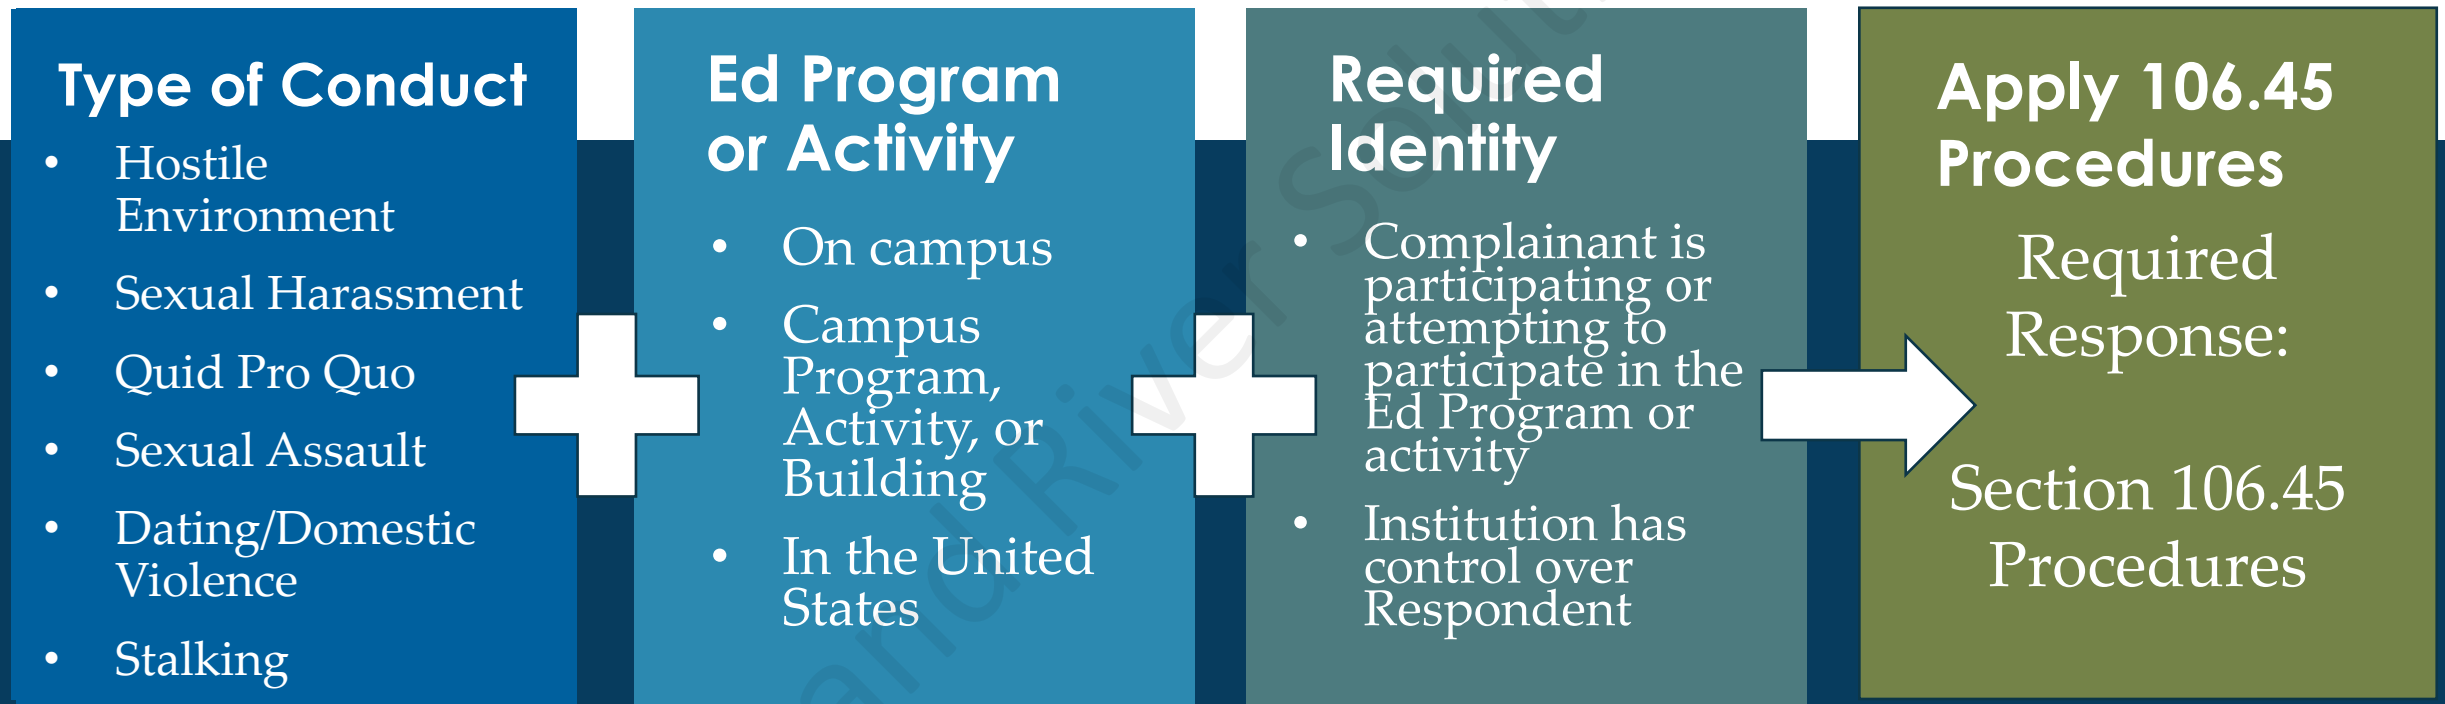 Type of Conduct
• Hostile
Environment
• Sexual Harassment
• Quid Pro Quo
• Sexual Assault
• Dating/Domestic
Violence
• Stalking
Ed Program
or Activity
• On campus
• Campus
Program,
Activity, or
Building
• In the United
States
Required
Identity
• Complainant is
participating or
attempting to
participate in the
Ed Program or
activity
• Institution has
control over
Respondent
Apply 106.45
Procedures
Required
Response:
Section 106.45
Procedures
and River